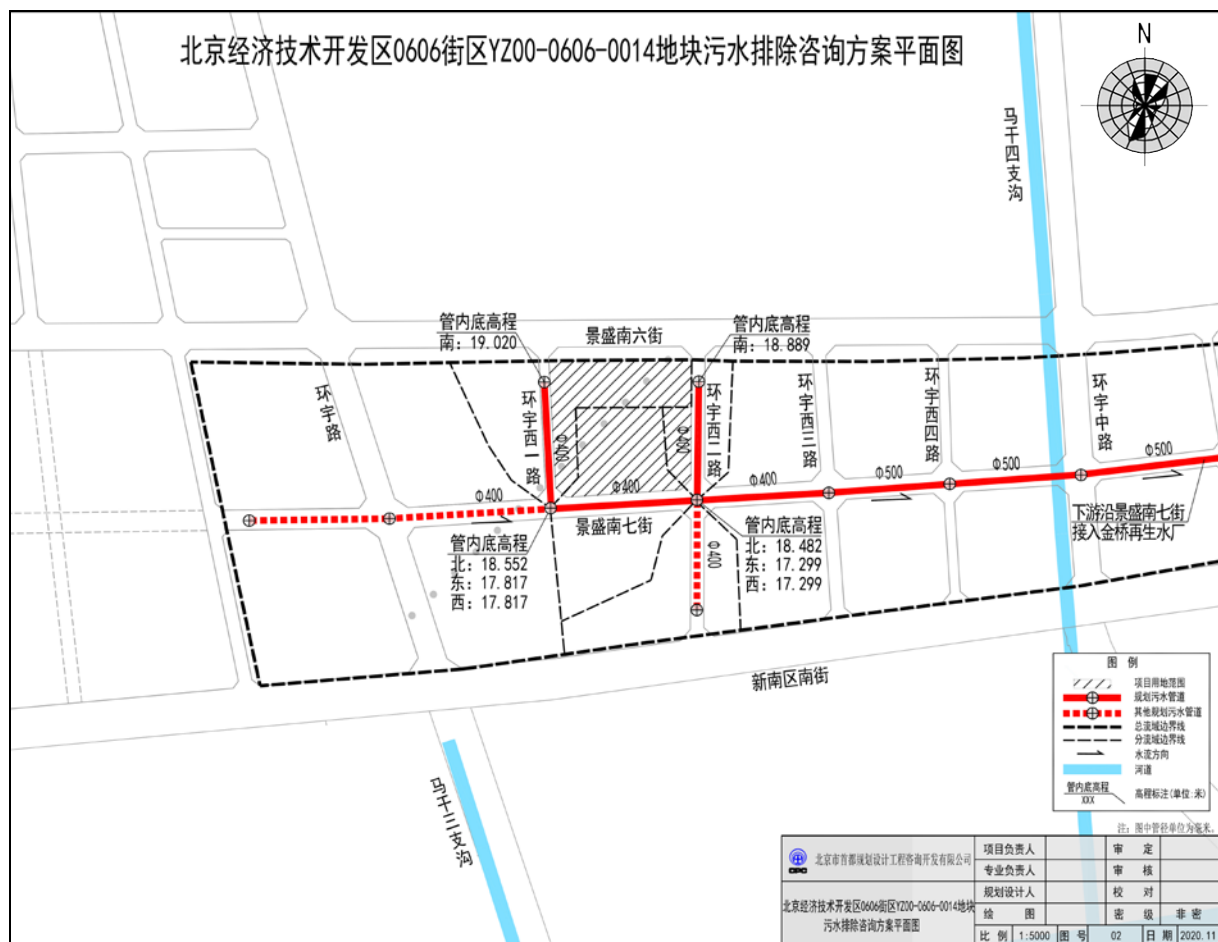 北京经济技术开发区0606街区YZ00-0606-0014地块污水排除咨询方案平面图
N
马干四支沟
管内底高程
南: 19.020
景盛南六街
管内底高程
南: 18.889
环宇路
环宇西一路
Φ400
Φ400
环宇西二路
环宇西三路
环宇西四路
环宇中路
Φ400
Φ400
Φ400
Φ500
Φ500
Φ500
景盛南七街
下游沿景盛南七街
接入金桥再生水厂
管内底高程
北: 18.552
东: 17.817
西: 17.817
Φ400
管内底高程
北: 18.482
东: 17.299
西: 17.299
新南区南街
马干三支沟
图 例
项目用地范围
规划污水管道
其他规划污水管道
总流域边界线
分流域边界线
水流方向
河道
管内底高程
XXX
高程标注(单位:米)
注: 图中管径单位为毫米。
北京市首都规划设计工程咨询开发有限公司
项目负责人
审 定
专业负责人
审 核
规划设计人
校 对
北京经济技术开发区0606街区YZ00-0606-0014地块
污水排除咨询方案平面图
绘 图
密 级
非 密
比 例
1:5000
图 号
02
日 期
2020.11